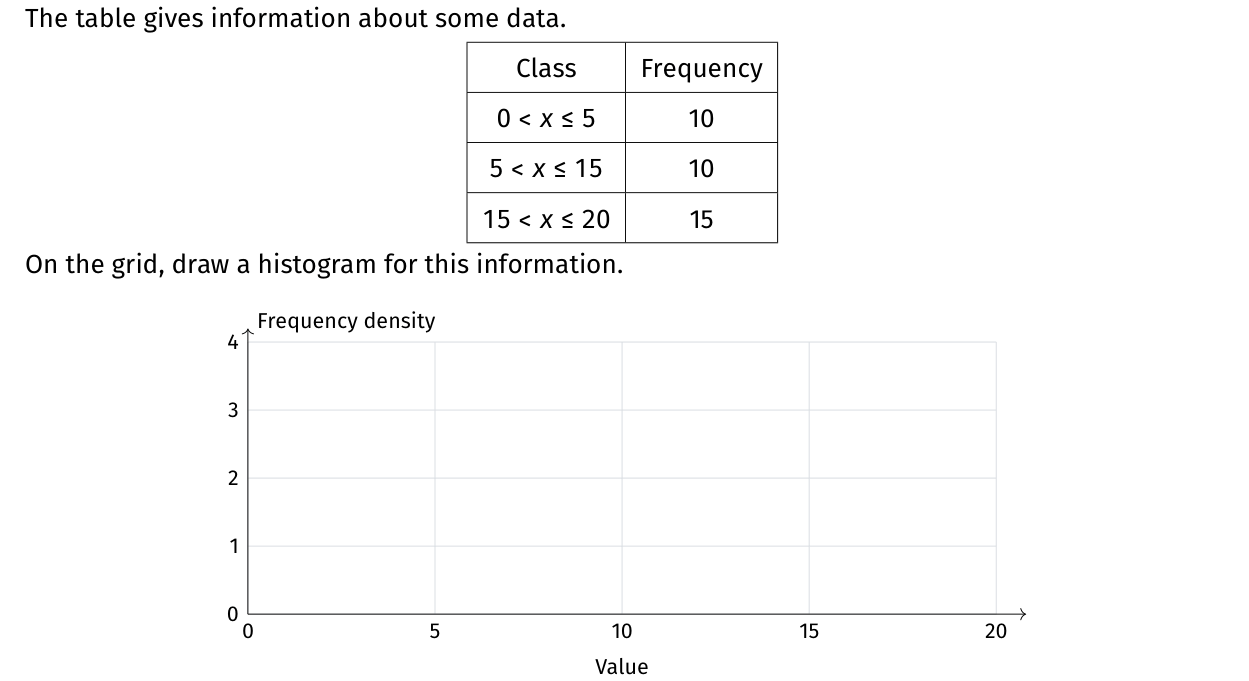 The table gives information about some data.
Class Frequency
0 < x ≤ 5 10
5 < x ≤ 15 10
15 < x ≤ 20 15
On the grid, draw a histogram for this information.
Frequency density
4
3
2
1
0
0 5 10 15 20
Value